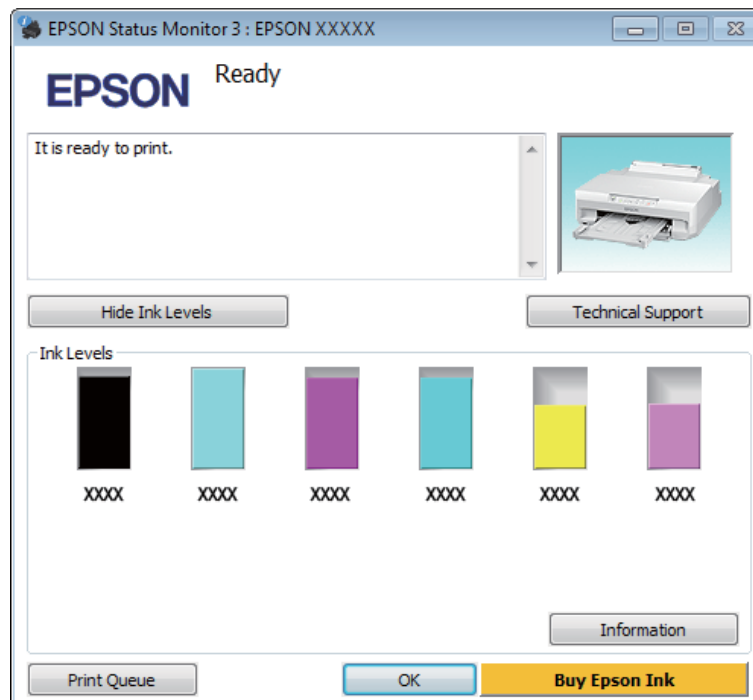 EPSON Status Monitor 3 : EPSON XXXXX
EPSON
Ready
It is ready to print.
Hide Ink Levels
Technical Support
Ink Levels
XXXX XXXX XXXX XXXX XXXX XXXX
Information
Print Queue
OK
Buy Epson Ink